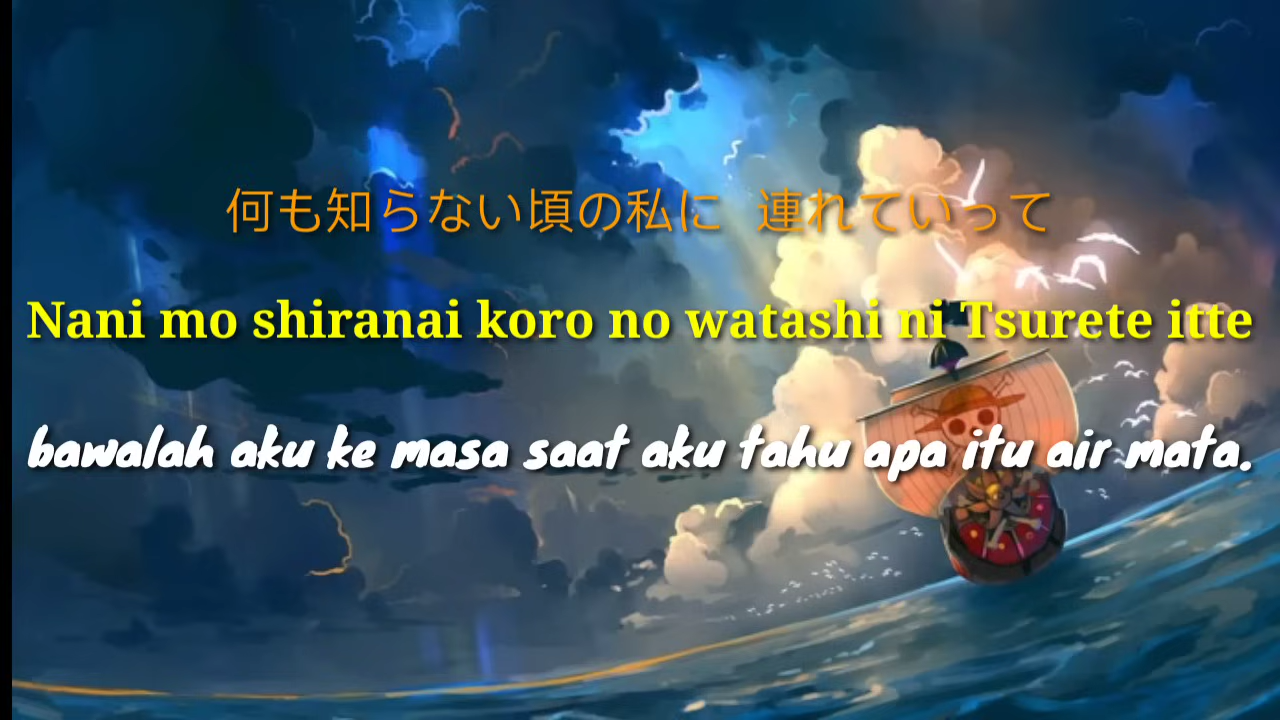 何も知らない頃の私に 連れていって
Nani mo shiranai koro no watashi ni Tsurete itte
bawalah aku ke masa saat aku tahu apa itu air mata.